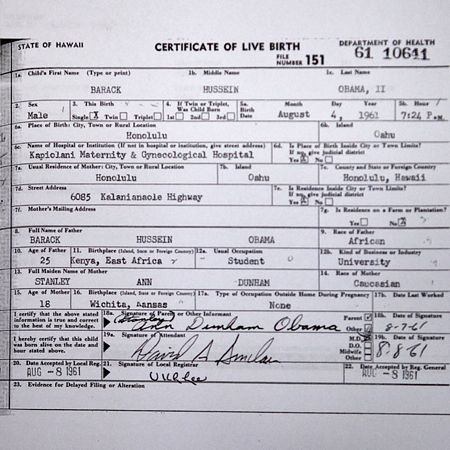 STATE OF HAWAII CERTIFICATE OF LIVE BIRTH DEPARTMENT OF HEALTH
FILE NUMBER 151 61 10641
1a. Child's First Name (Type or print) 1b. Middle Name 1c. Last Name
BARACK HUSSEIN OBAMA, II
2. Sex 3. This Birth 4. If Twin or Triplet, Was Child Born 5a. Birth Date Month Day Year 5b. Hour
Male Single X Twin Triplet 1st 2nd 3rd August 4, 1961 7:24 P.M.
6a. Place of Birth: City, Town or Rural Location 6b. Island
Honolulu Oahu
6c. Name of Hospital or Institution (If not in hospital or institution, give street address) 6d. Is Place of Birth Inside City or Town Limits? If no, give judicial district
Kapiolani Maternity & Gynecological Hospital Yes X No
7a. Usual Residence of Mother: City, Town or Rural Location 7b. Island 7c. County and State or Foreign Country
Honolulu Oahu Honolulu, Hawaii
7d. Street Address 7e. Is Residence Inside City or Town Limits? If no, give judicial district
6085 Kalanianaole Highway Yes X No
7f. Mother's Mailing Address 7g. Is Residence on a Farm or Plantation?
Yes No X
8. Full Name of Father 9. Race of Father
BARACK HUSSEIN OBAMA African
10. Age of Father 11. Birthplace (Island, State or Foreign Country) 12a. Usual Occupation 12b. Kind of Business or Industry
25 Kenya, East Africa Student University
13. Full Maiden Name of Mother 14. Race of Mother
STANLEY ANN DUNHAM Caucasian
15. Age of Mother 16. Birthplace (Island, State or Foreign Country) 17a. Type of Occupation Outside Home During Pregnancy 17b. Date Last Worked
18 Wichita, Kansas None
I certify that the above stated information is true and correct to the best of my knowledge. 18a. Signature of Parent or Other Informant Parent Other 18b. Date of Signature
Ann Dunham Obama 8-7-61
I hereby certify that this child was born alive on the date and hour stated above. 19a. Signature of Attendant M.D. D.O. Midwife Other 19b. Date of Signature
David A 8-8-61
20. Date Accepted by Local Reg. 21. Signature of Local Registrar 22. Date Accepted by Reg. General
AUG -8 1961 AUG -8 1961
23. Evidence for Delayed Filing or Alteration